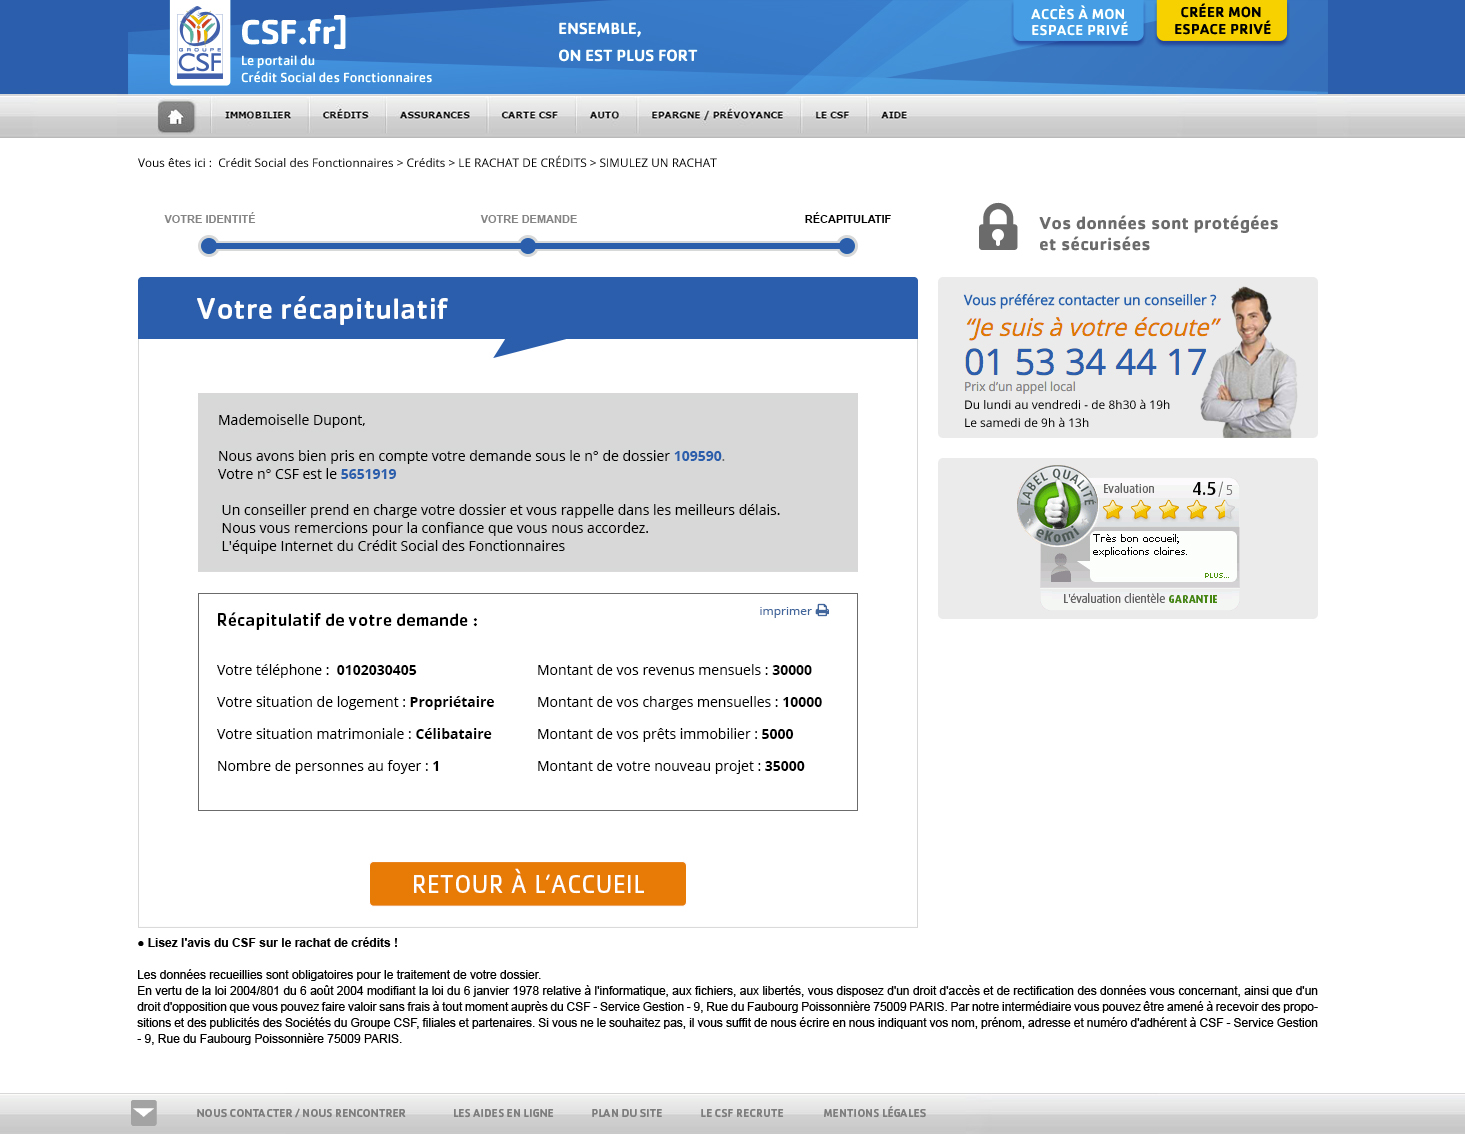 GROUPE
CSF
CSF.fr]
Le portail du
Crédit Social des Fonctionnaires
ENSEMBLE,
ON EST PLUS FORT
ACCÈS À MON
ESPACE PRIVÉ
CRÉER MON
ESPACE PRIVÉ
IMMOBILIER
CRÉDITS
ASSURANCES
CARTE CSF
AUTO
EPARGNE / PRÉVOYANCE
LE CSF
AIDE
Vous êtes ici : Crédit Social des Fonctionnaires > Crédits > LE RACHAT DE CRÉDITS > SIMULEZ UN RACHAT
VOTRE IDENTITÉ
VOTRE DEMANDE
RÉCAPITULATIF
Vos données sont protégées
et sécurisées
Votre récapitulatif
Mademoiselle Dupont,
Nous avons bien pris en compte votre demande sous le n° de dossier 109590.
Votre n° CSF est le 5651919
Un conseiller prend en charge votre dossier et vous rappelle dans les meilleurs délais.
Nous vous remercions pour la confiance que vous nous accordez.
L'équipe Internet du Crédit Social des Fonctionnaires
imprimer
Récapitulatif de votre demande :
Votre téléphone : 0102030405
Votre situation de logement : Propriétaire
Votre situation matrimoniale : Célibataire
Nombre de personnes au foyer : 1
Montant de vos revenus mensuels : 30000
Montant de vos charges mensuelles : 10000
Montant de vos prêts immobilier : 5000
Montant de votre nouveau projet : 35000
RETOUR À L'ACCUEIL
Vous préférez contacter un conseiller ?
“Je suis à votre écoute”
01 53 34 44 17
Prix d'un appel local
Du lundi au vendredi - de 8h30 à 19h
Le samedi de 9h à 13h
LABEL QUALITÉ
eKomi
Evaluation 4.5 / 5
Très bon accueil;
explications claires.
PLUS...
L'évaluation clientèle GARANTIE
● Lisez l'avis du CSF sur le rachat de crédits !
Les données recueillies sont obligatoires pour le traitement de votre dossier.
En vertu de la loi 2004/801 du 6 août 2004 modifiant la loi du 6 janvier 1978 relative à l'informatique, aux fichiers, aux libertés, vous disposez d'un droit d'accès et de rectification des données vous concernant, ainsi que d'un
droit d'opposition que vous pouvez faire valoir sans frais à tout moment auprès du CSF - Service Gestion - 9, Rue du Faubourg Poissonnière 75009 PARIS. Par notre intermédiaire vous pouvez être amené à recevoir des propo-
sitions et des publicités des Sociétés du Groupe CSF, filiales et partenaires. Si vous ne le souhaitez pas, il vous suffit de nous écrire en nous indiquant vos nom, prénom, adresse et numéro d'adhérent à CSF - Service Gestion
- 9, Rue du Faubourg Poissonnière 75009 PARIS.
NOUS CONTACTER / NOUS RENCONTRER
LES AIDES EN LIGNE
PLAN DU SITE
LE CSF RECRUTE
MENTIONS LÉGALES